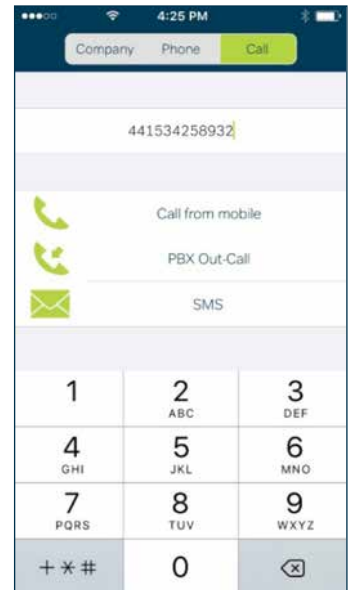 4:25 PM
Company Phone Call
441534258932
Call from mobile
PBX Out-Call
SMS
1 2 3
ABC DEF
4 5 6
GHI JKL MNO
7 8 9
PQRS TUV WXYZ
+ * # 0